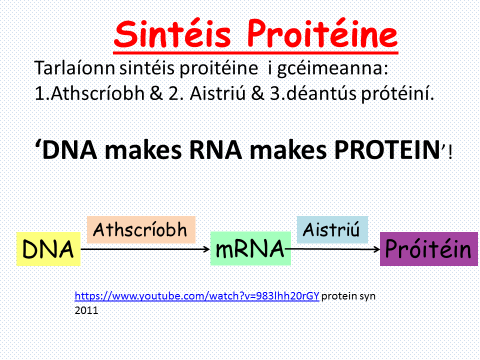 Sintéis Proitéine
Tarlaíonn sintéis proitéine i gcéimeanna:
1.Athscríobh & 2. Aistriú & 3.déantús prótéiní.
‘DNA makes RNA makes PROTEIN’!
Athscríobh
Aistriú
DNA
mRNA
Próitéin
https://www.youtube.com/watch?v=983lhh20rGY protein syn
2011